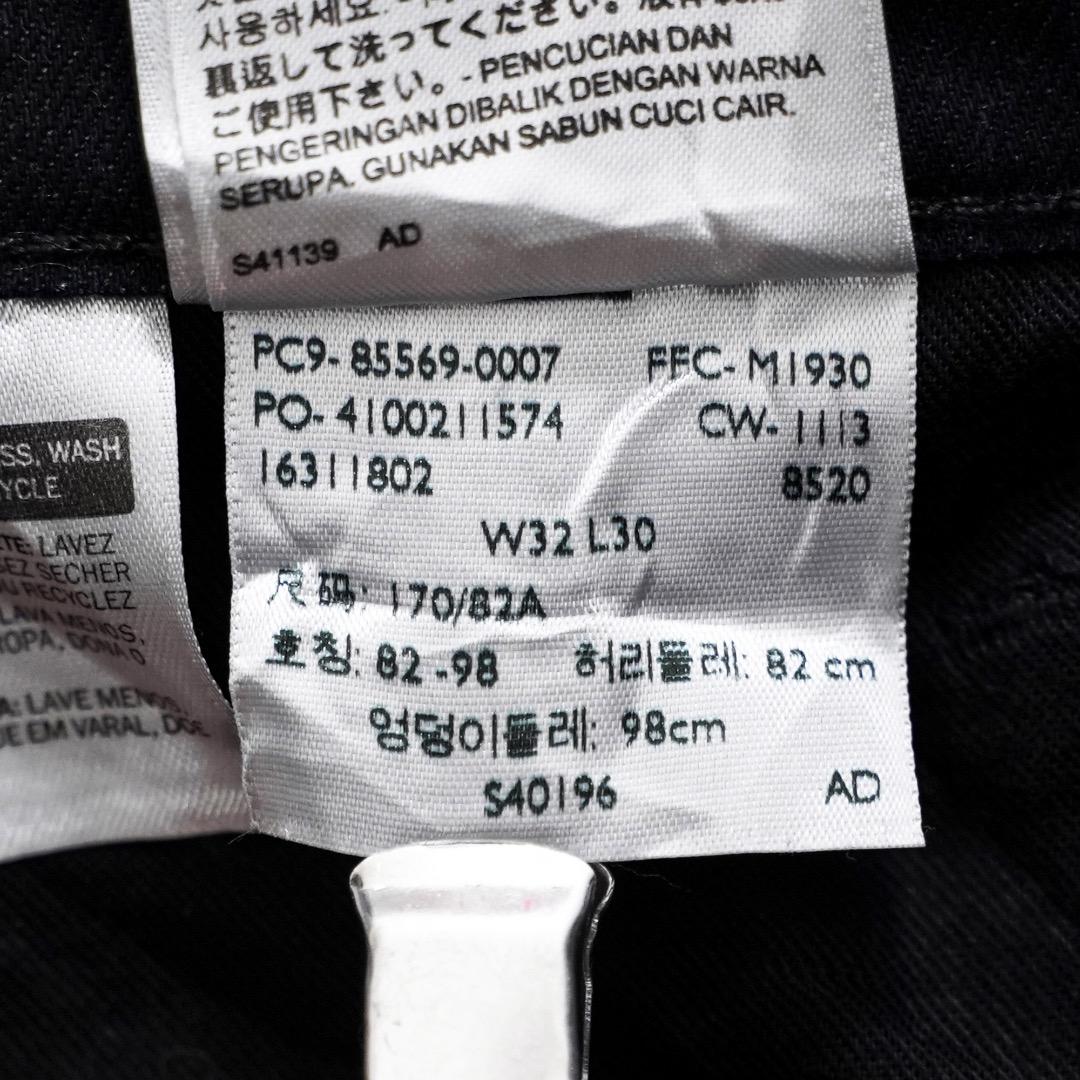 사용하세요.
裏返して洗ってください。
ご使用下さい。- PENCUCIAN DAN
PENGERINGAN DIBALIK DENGAN WARNA
SERUPA. GUNAKAN SABUN CUCI CAIR.
S41139 AD
SS, WASH
YCLE
TE: LAVEZ
EZ SECHER
U RECYCLEZ
LAVA MENOS,
ROPA, DONA O
A: LAVE MENOS,
E EM VARAL, DOE
PC9- 85569-0007 FFC- M1930
PO- 4100211574 CW- 1113
16311802 8520
W32 L30
尺 码: 170/82A
호칭: 82 -98 허리둘레: 82 cm
엉덩이둘레: 98cm
S40196 AD